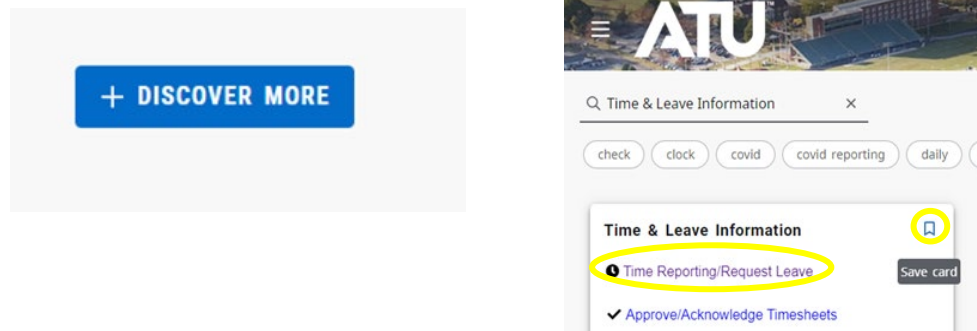 + DISCOVER MORE
ATU
Time & Leave Information
check clock covid covid reporting daily
Time & Leave Information
Time Reporting/Request Leave
Save card
Approve/Acknowledge Timesheets